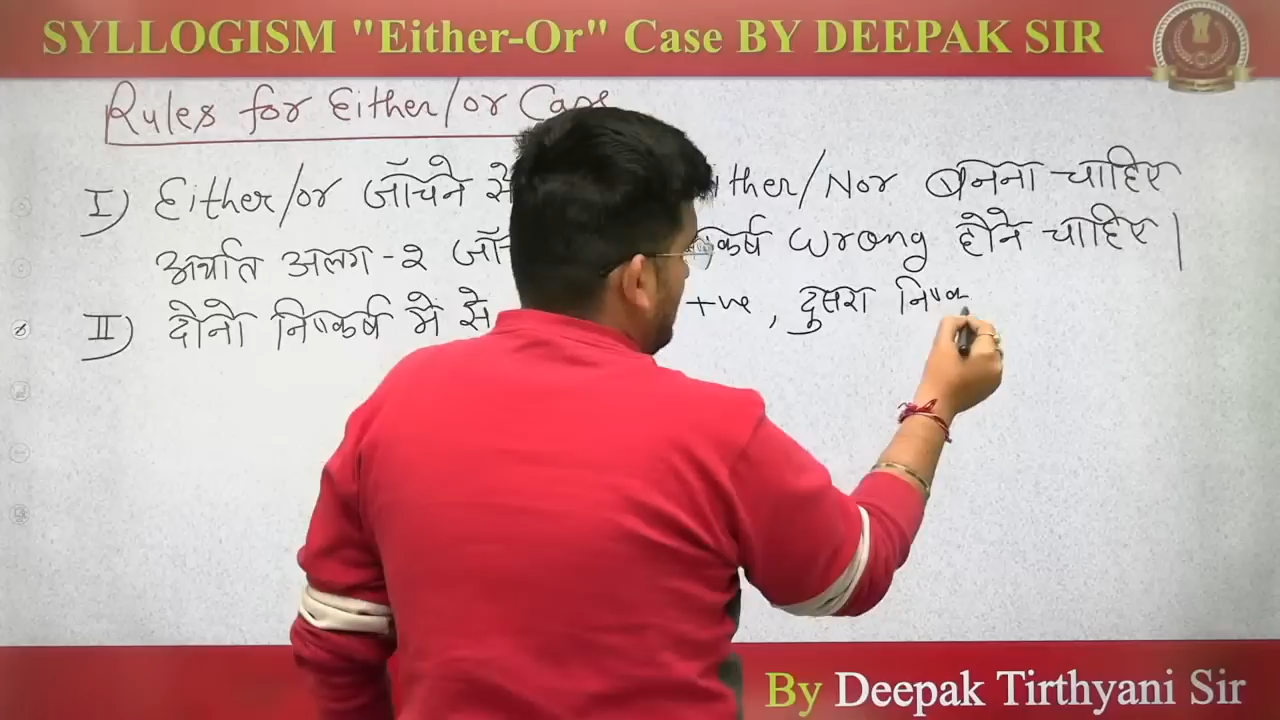 SYLLOGISM "Either-Or" Case BY DEEPAK SIR
Rules for Either/or Case
I) Either/or जॉचने से ither/Nor बनना चाहिए
अर्थात अलग-२ जॉच कर्ष wrong होने चाहिए।
II) दोनो निष्कर्ष मे से +ve, दुसरा निष्क
By Deepak Tirthyani Sir